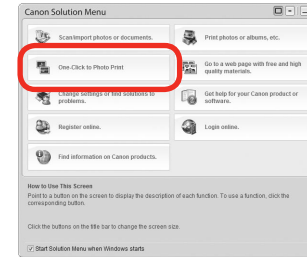 Canon Solution Menu
Scan/Import photos or documents.
Print photos or albums, etc.
One-Click to Photo Print
Go to a web page with free and high
quality materials.
Change settings or find solutions to
problems.
Get help for your Canon product or
software.
Register online.
Login online.
Find information on Canon products.
How to Use This Screen
Point to a button on the screen to display the description of each function. To use a function, click the
corresponding button.
Click the buttons on the title bar to change the screen size.
Start Solution Menu when Windows starts